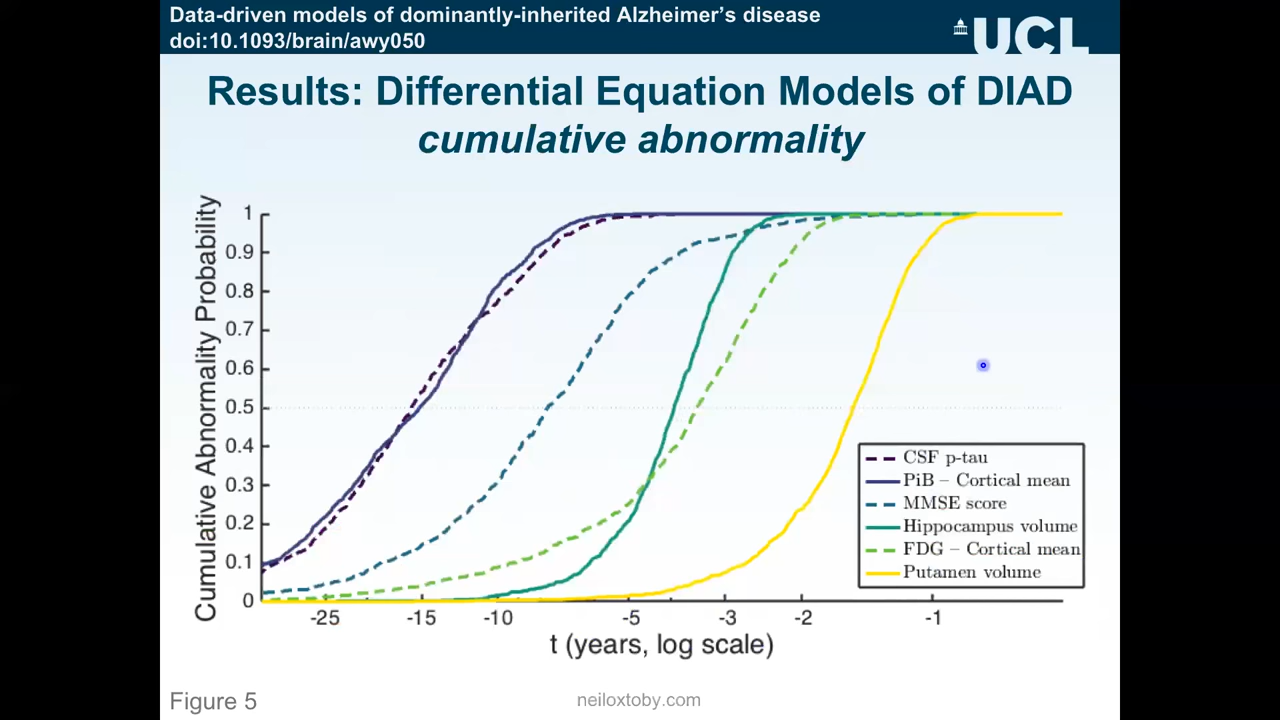 Data-driven models of dominantly-inherited Alzheimer's disease
doi:10.1093/brain/awy050
UCL
Results: Differential Equation Models of DIAD
cumulative abnormality
Cumulative Abnormality Probability
1
0.9
0.8
0.7
0.6
0.5
0.4
0.3
0.2
0.1
0
CSF p-tau
PiB – Cortical mean
MMSE score
Hippocampus volume
FDG – Cortical mean
Putamen volume
-25 -15 -10 -5 -3 -2 -1
t (years, log scale)
Figure 5
neiloxtoby.com